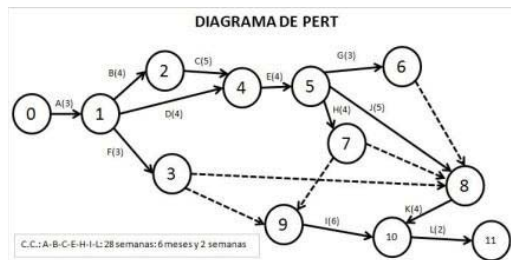 DIAGRAMA DE PERT
G(3)
6
C(5)
2
B(4)
E(4)
4
5
A(3)
D(4)
H(4)
J(5)
0
1
7
F(3)
3
8
K(4)
9
I(6)
10
L(2)
11
C.C.: A-B-C-E-H-I-L: 28 semanas: 6 meses y 2 semanas